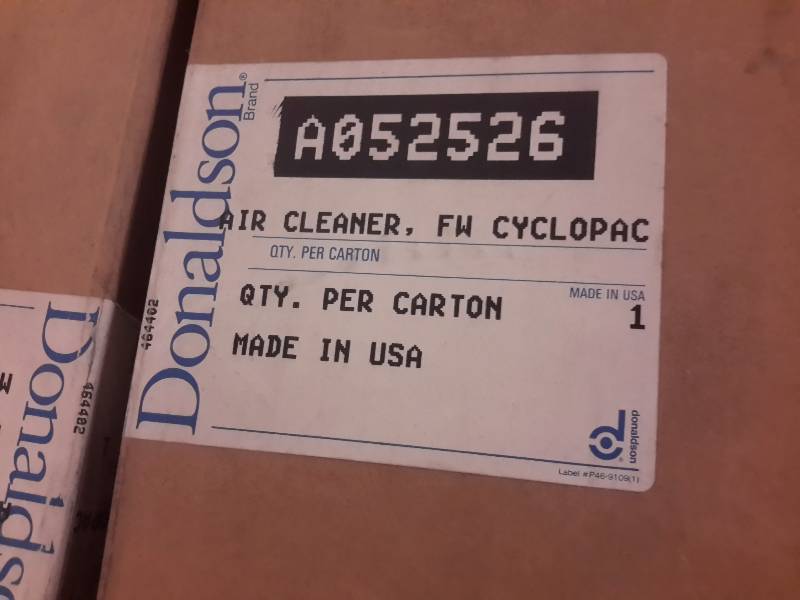 Donaldson®
Brand
A052526
AIR CLEANER, FW CYCLOPAC
QTY. PER CARTON
QTY. PER CARTON
MADE IN USA
1
MADE IN USA
464402
donaldson
Label #P46-9109(1)
Donaldso
464402